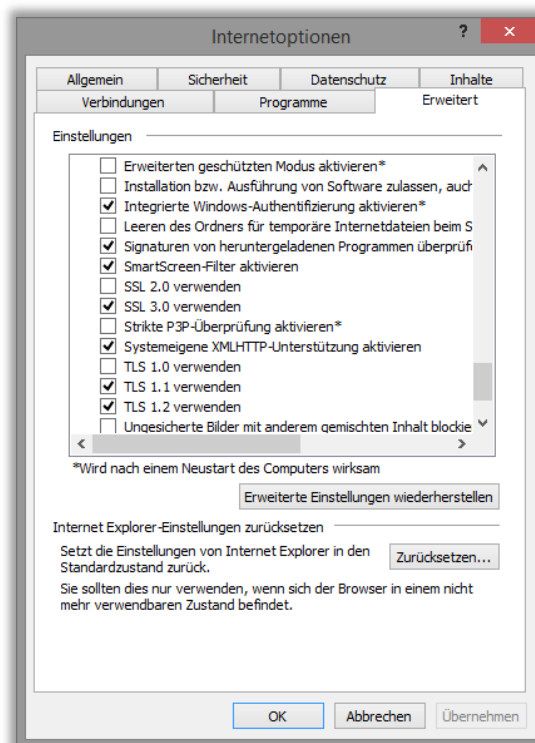 Internetoptionen
?
Allgemein Sicherheit Datenschutz Inhalte
Verbindungen Programme Erweitert
Einstellungen
Erweiterten geschützten Modus aktivieren*
Installation bzw. Ausführung von Software zulassen, auch
Integrierte Windows-Authentifizierung aktivieren*
Leeren des Ordners für temporäre Internetdateien beim S
Signaturen von heruntergeladenen Programmen überprüfe
SmartScreen-Filter aktivieren
SSL 2.0 verwenden
SSL 3.0 verwenden
Strikte P3P-Überprüfung aktivieren*
Systemeigene XMLHTTP-Unterstützung aktivieren
TLS 1.0 verwenden
TLS 1.1 verwenden
TLS 1.2 verwenden
Ungesicherte Bilder mit anderem gemischten Inhalt blockie
*Wird nach einem Neustart des Computers wirksam
Erweiterte Einstellungen wiederherstellen
Internet Explorer-Einstellungen zurücksetzen
Setzt die Einstellungen von Internet Explorer in den
Standardzustand zurück.
Zurücksetzen...
Sie sollten dies nur verwenden, wenn sich der Browser in einem nicht
mehr verwendbaren Zustand befindet.
OK Abbrechen Übernehmen